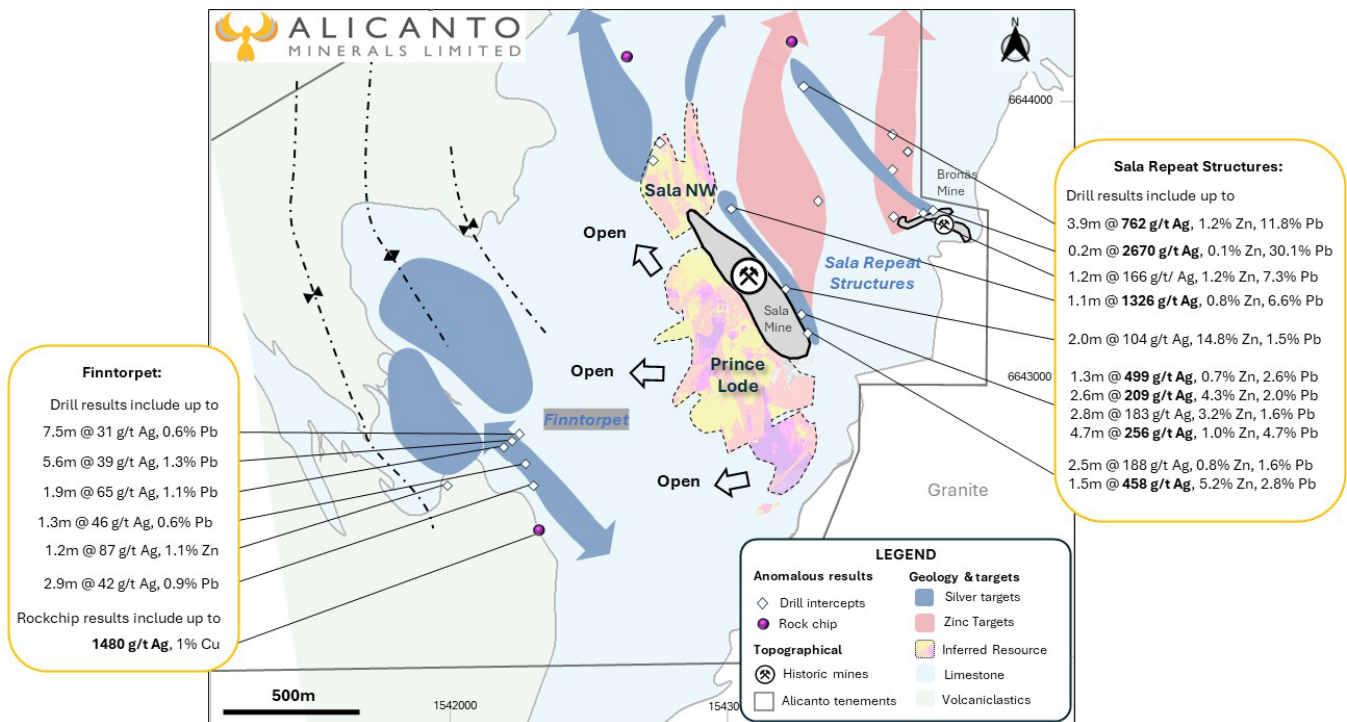 ALICANTO
MINERALS LIMITED
N
6644000
Sala NW
Bronäs
Mine
Open
Sala Repeat
Structures
Sala
Mine
Prince
Lode
Open
6643000
Finntorpet
Open
Granite
Finntorpet:
Drill results include up to
7.5m @ 31 g/t Ag, 0.6% Pb
5.6m @ 39 g/t Ag, 1.3% Pb
1.9m @ 65 g/t Ag, 1.1% Pb
1.3m @ 46 g/t Ag, 0.6% Pb
1.2m @ 87 g/t Ag, 1.1% Zn
2.9m @ 42 g/t Ag, 0.9% Pb
Rockchip results include up to
1480 g/t Ag, 1% Cu
Sala Repeat Structures:
Drill results include up to
3.9m @ 762 g/t Ag, 1.2% Zn, 11.8% Pb
0.2m @ 2670 g/t Ag, 0.1% Zn, 30.1% Pb
1.2m @ 166 g/t/ Ag, 1.2% Zn, 7.3% Pb
1.1m @ 1326 g/t Ag, 0.8% Zn, 6.6% Pb
2.0m @ 104 g/t Ag, 14.8% Zn, 1.5% Pb
1.3m @ 499 g/t Ag, 0.7% Zn, 2.6% Pb
2.6m @ 209 g/t Ag, 4.3% Zn, 2.0% Pb
2.8m @ 183 g/t Ag, 3.2% Zn, 1.6% Pb
4.7m @ 256 g/t Ag, 1.0% Zn, 4.7% Pb
2.5m @ 188 g/t Ag, 0.8% Zn, 1.6% Pb
1.5m @ 458 g/t Ag, 5.2% Zn, 2.8% Pb
LEGEND
Anomalous results
Drill intercepts
Rock chip
Topographical
Historic mines
Alicanto tenements
Geology & targets
Silver targets
Zinc Targets
Inferred Resource
Limestone
Volcaniclastics
500m
1542000